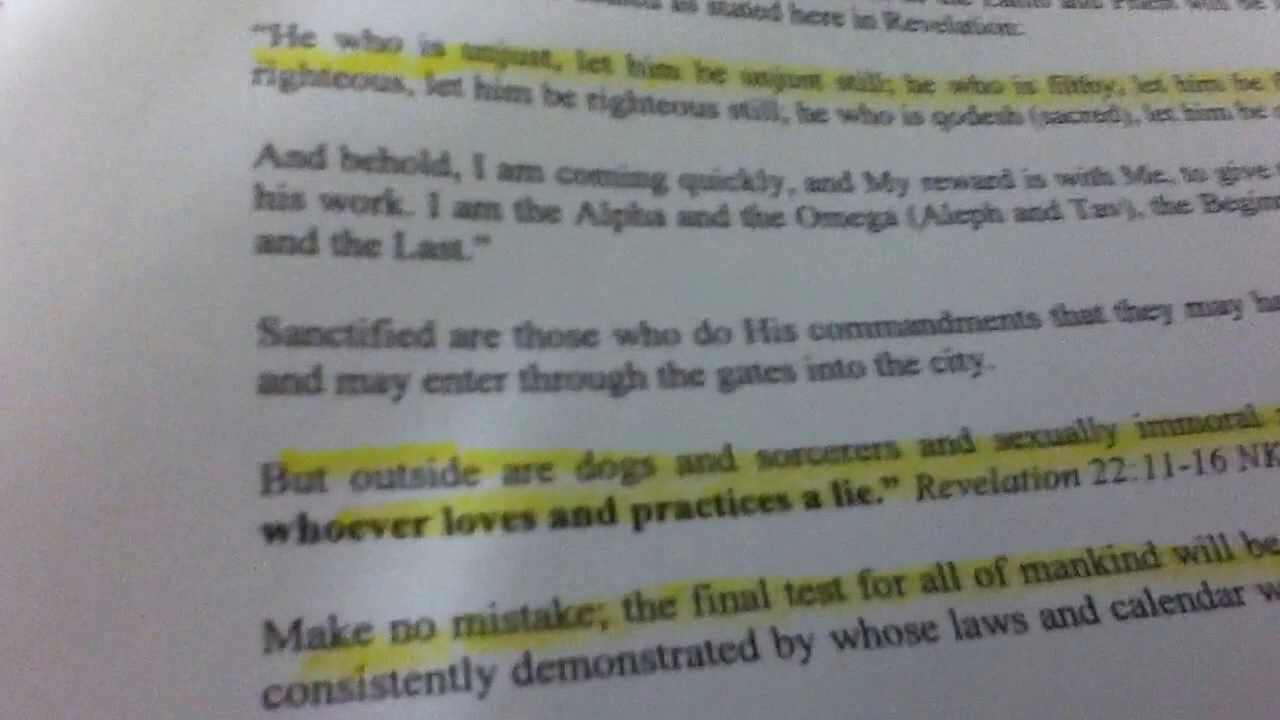 as stated here in Revelation:
"He who is unjust, let him be unjust still; he who is filthy, let him be
righteous, let him be righteous still; he who is qodesh (sacred), let him be
And behold, I am coming quickly, and My reward is with Me, to give
his work. I am the Alpha and the Omega (Aleph and Tav), the Begin
and the Last."
Sanctified are those who do His commandments that they may ha
and may enter through the gates into the city.
But outside are dogs and sorcerers and sexually immoral
whoever loves and practices a lie." Revelation 22:11-16 NK
Make no mistake; the final test for all of mankind will be
consistently demonstrated by whose laws and calendar w